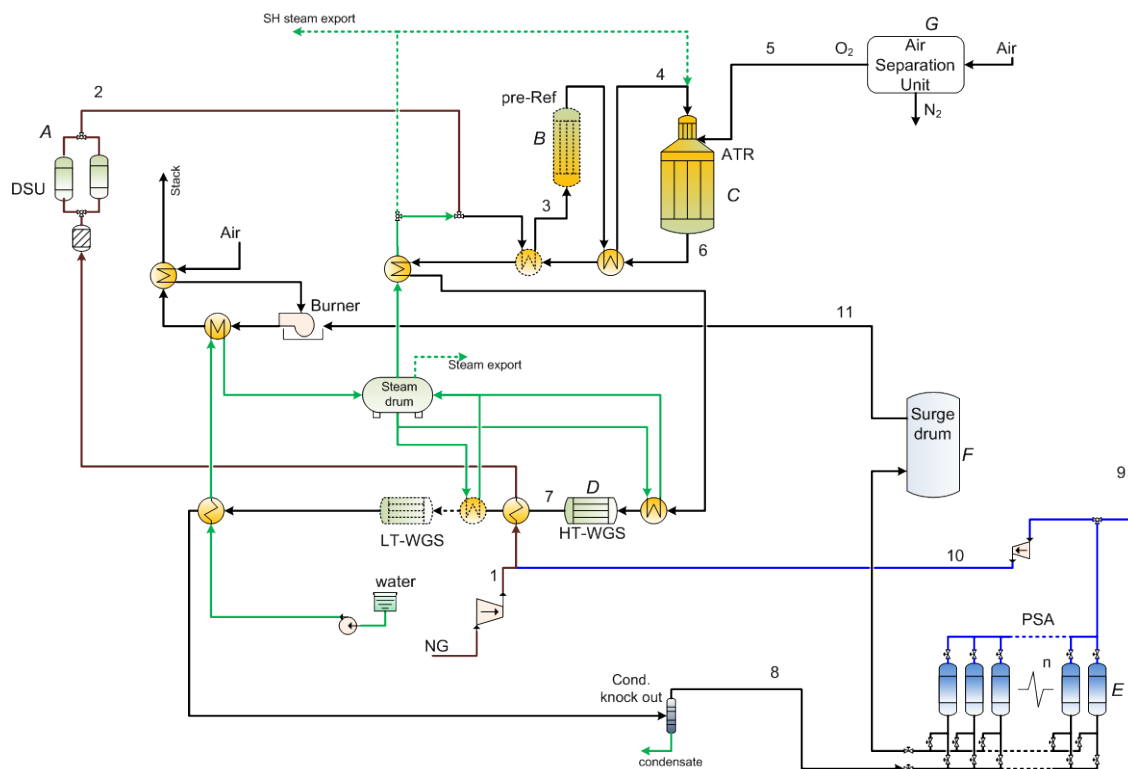 SH steam export
G
5
O2
Air
Separation
Unit
Air
N2
2
4
pre-Ref
A
B
DSU
ATR
C
3
6
Stack
Air
Burner
11
Steam export
Steam
drum
Surge
drum
F
9
D
7
LT-WGS
HT-WGS
10
1
water
NG
PSA
n
E
Cond.
knock out
8
condensate